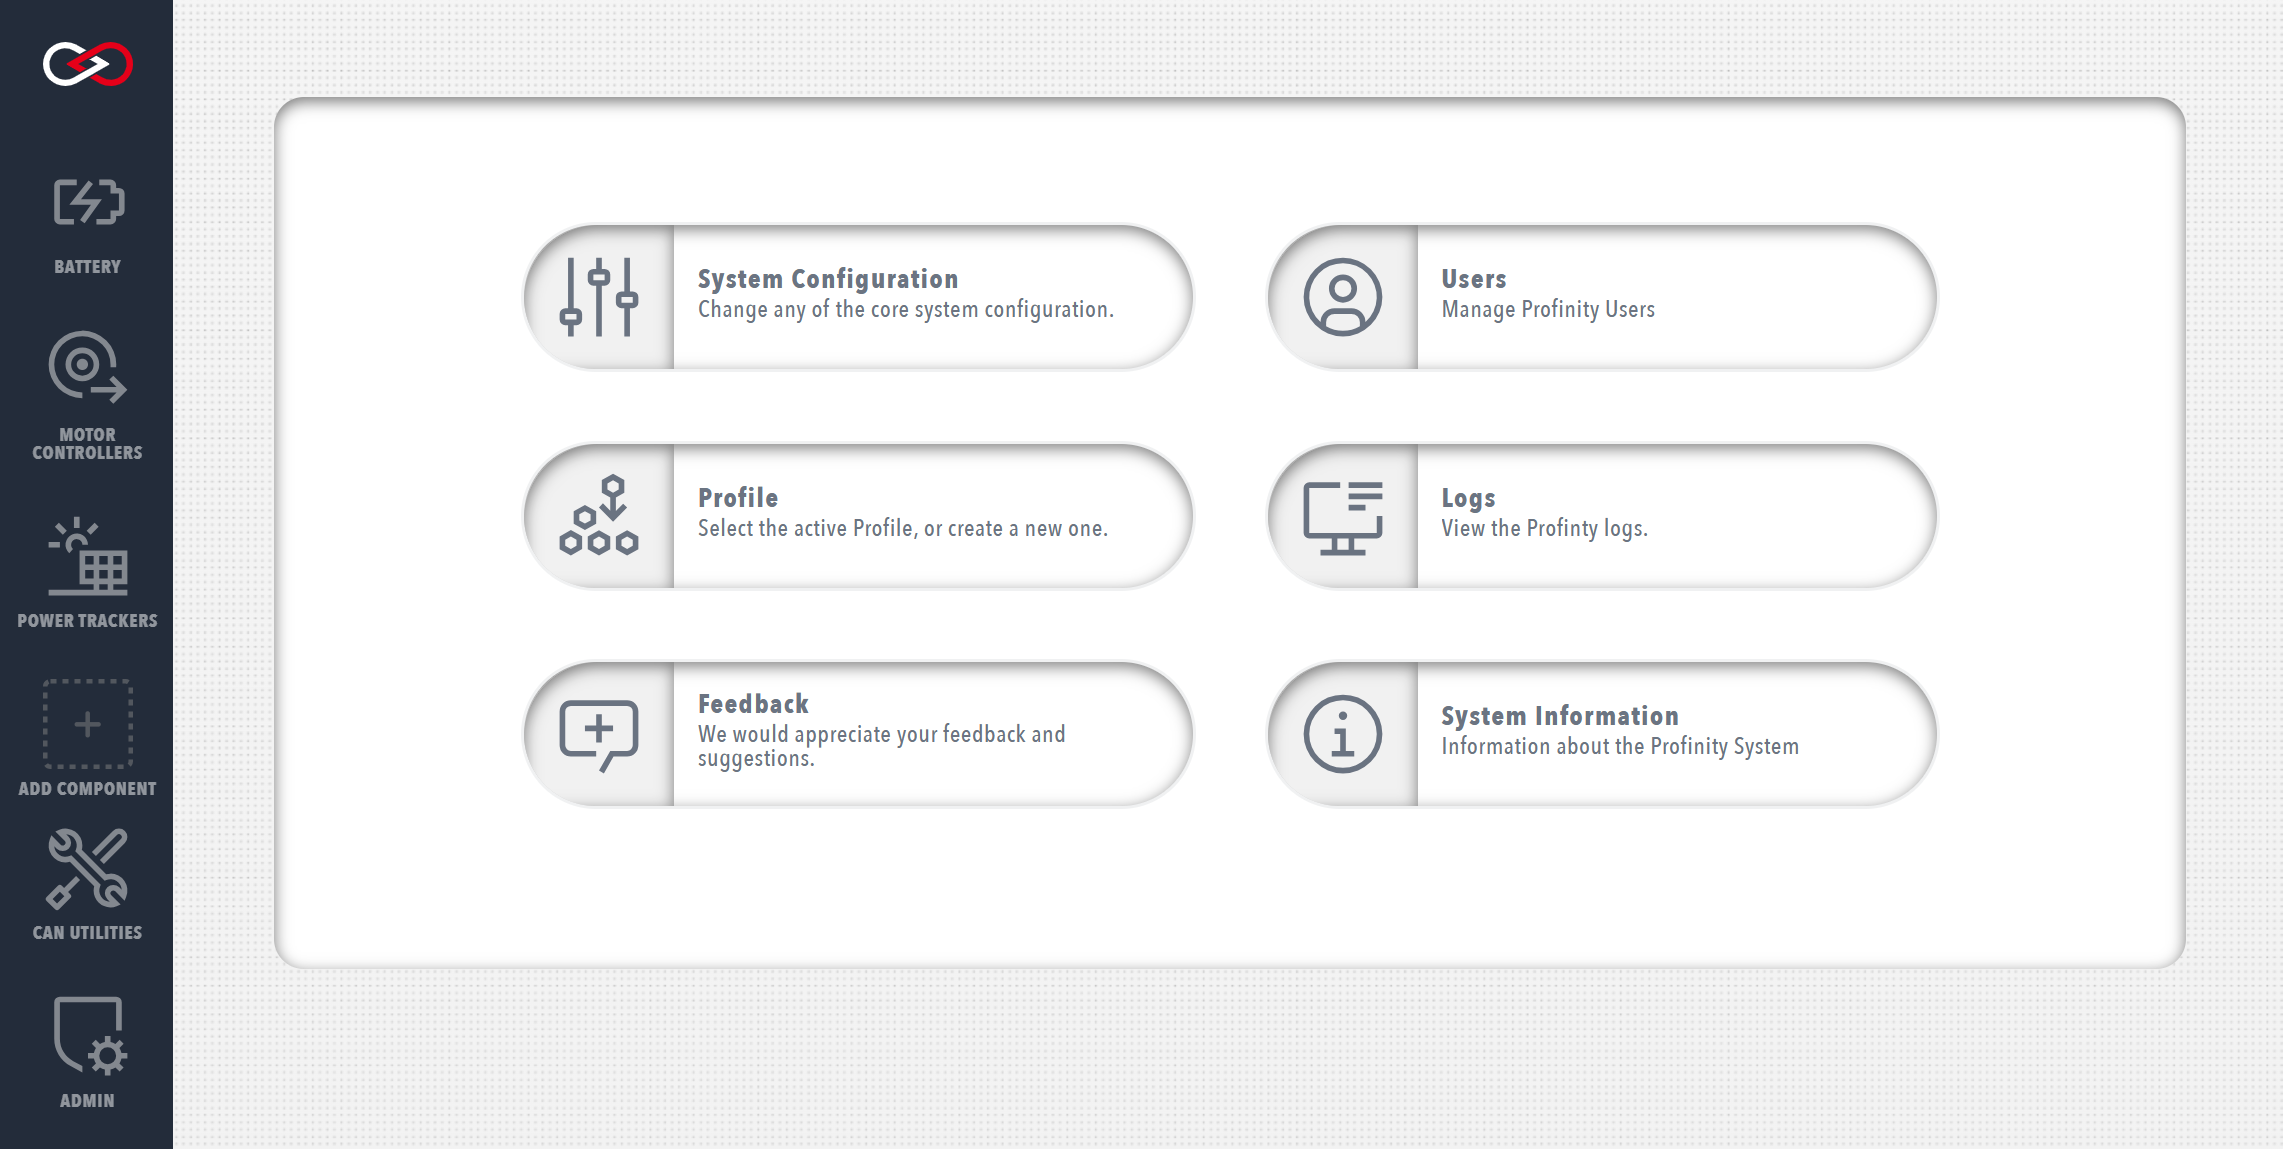 BATTERY
MOTOR
CONTROLLERS
POWER TRACKERS
ADD COMPONENT
CAN UTILITIES
ADMIN
System Configuration
Change any of the core system configuration.
Users
Manage Profinity Users
Profile
Select the active Profile, or create a new one.
Logs
View the Profinty logs.
Feedback
We would appreciate your feedback and
suggestions.
System Information
Information about the Profinity System